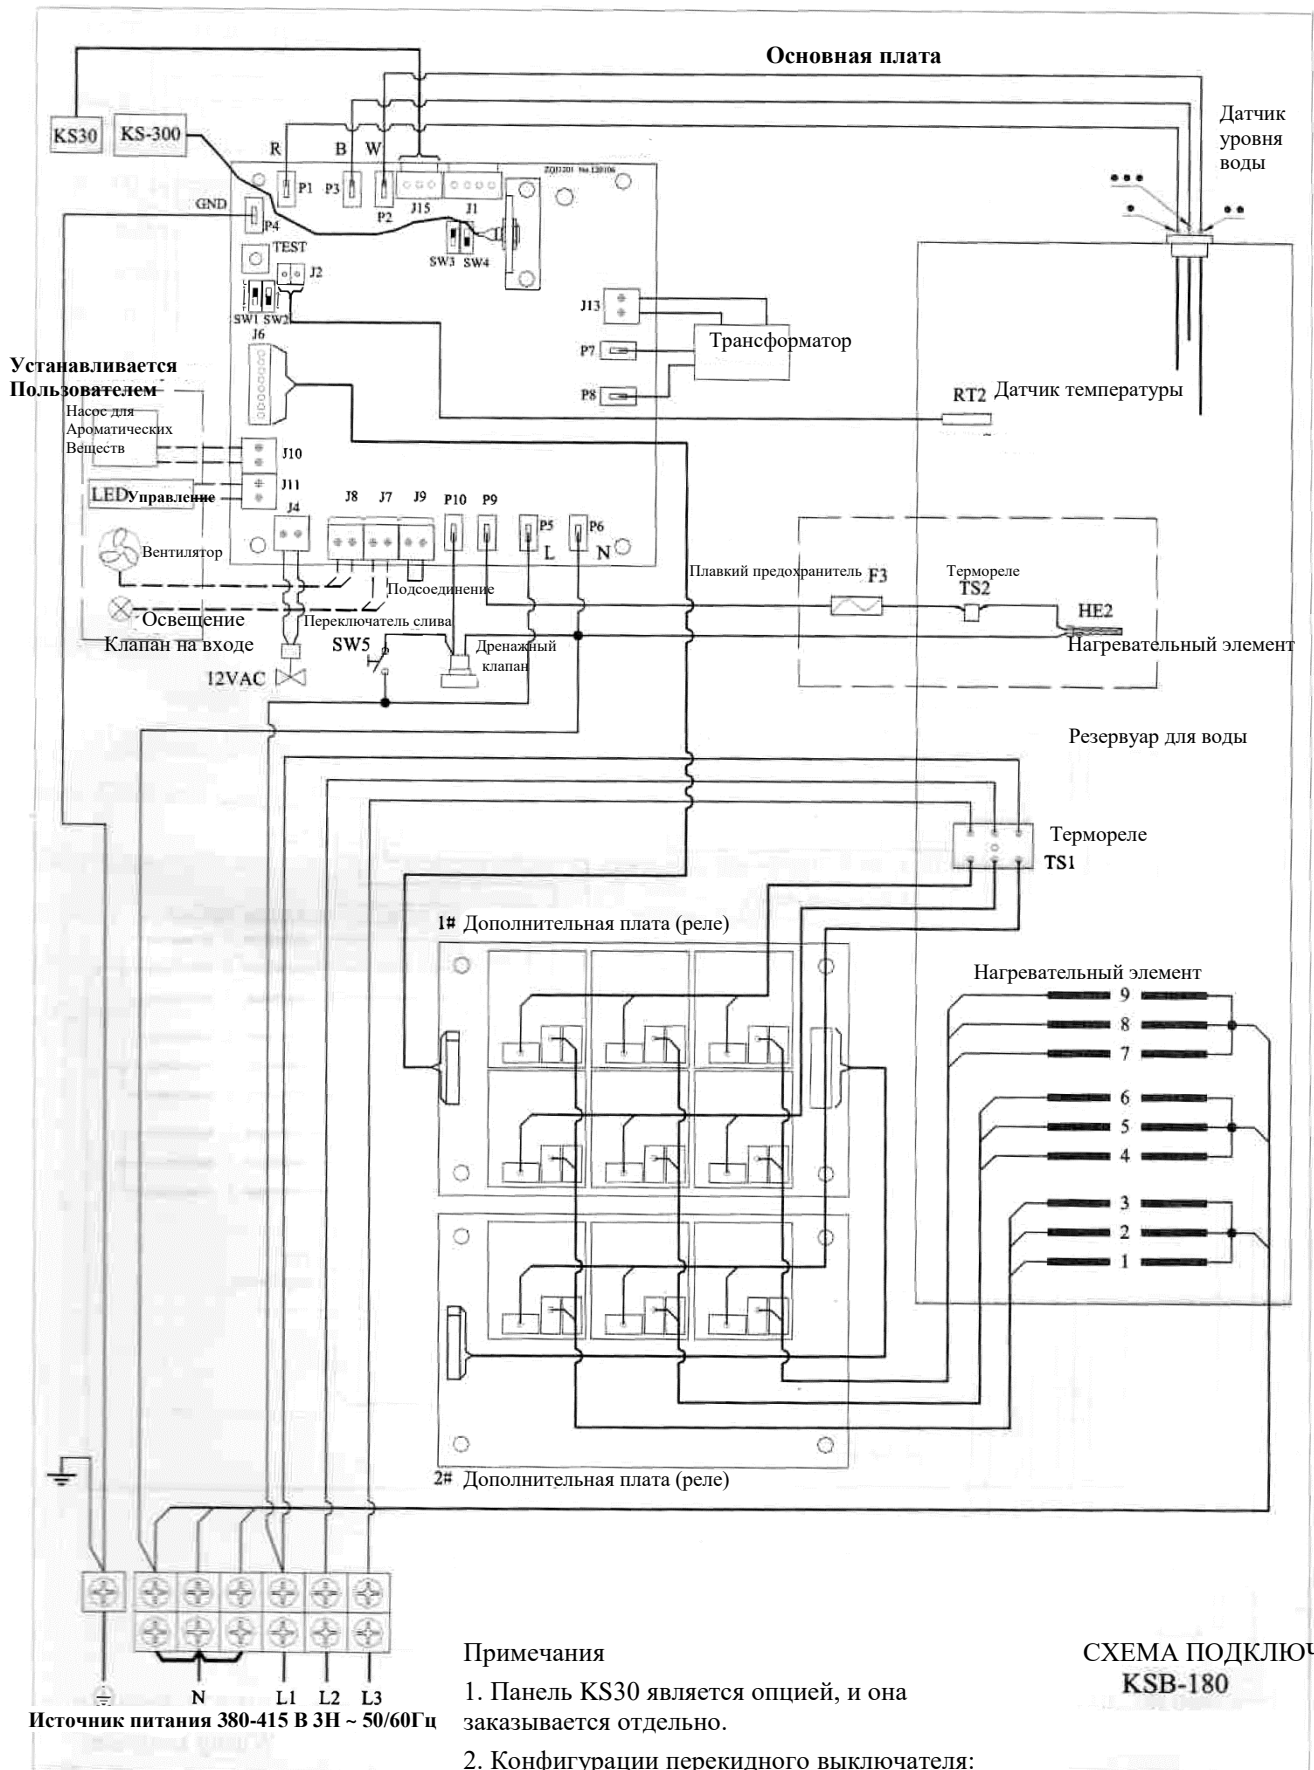 Основная плата
KS30
KS-300
Датчик
уровня
воды
R
B
W
ZQD1201 No.120106
P1
P3
P2
J15
J1
GND
P4
TEST
SW3
SW4
J2
SW1
SW2
J6
J13
Трансформатор
P7
P8
RT2
Датчик температуры
Устанавливается
Пользователем
Насос для
Ароматических
Веществ
J10
LED
Управление
J11
J4
J8
J7
J9
P10
P9
P5
L
P6
N
Вентилятор
Подсоединение
Плавкий предохранитель
F3
Термореле
TS2
HE2
Освещение
Переключатель слива
Клапан на входе
SW5
Дренажный
клапан
Нагревательный элемент
12VAC
Резервуар для воды
Термореле
TS1
1# Дополнительная плата (реле)
Нагревательный элемент
9
8
7
6
5
4
3
2
1
2# Дополнительная плата (реле)
N
L1
L2
L3
Источник питания 380-415 В 3Н ~ 50/60Гц
Примечания
1. Панель KS30 является опцией, и она
заказывается отдельно.
2. Конфигурации перекидного выключателя:
СХЕМА ПОДКЛЮЧ
KSB-180